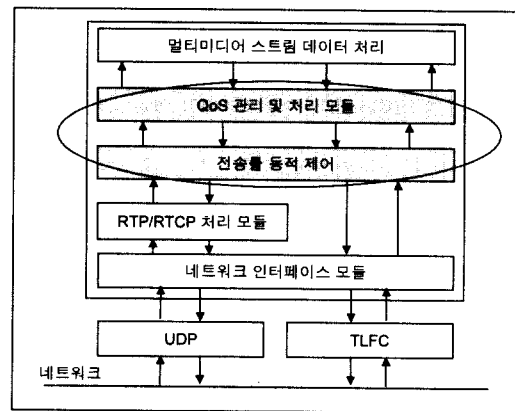 멀티미디어 스트림 데이터 처리
QoS 관리 및 처리 모듈
전송률 동적 제어
RTP/RTCP 처리 모듈
네트워크 인터페이스 모듈
UDP
TLFC
네트워크